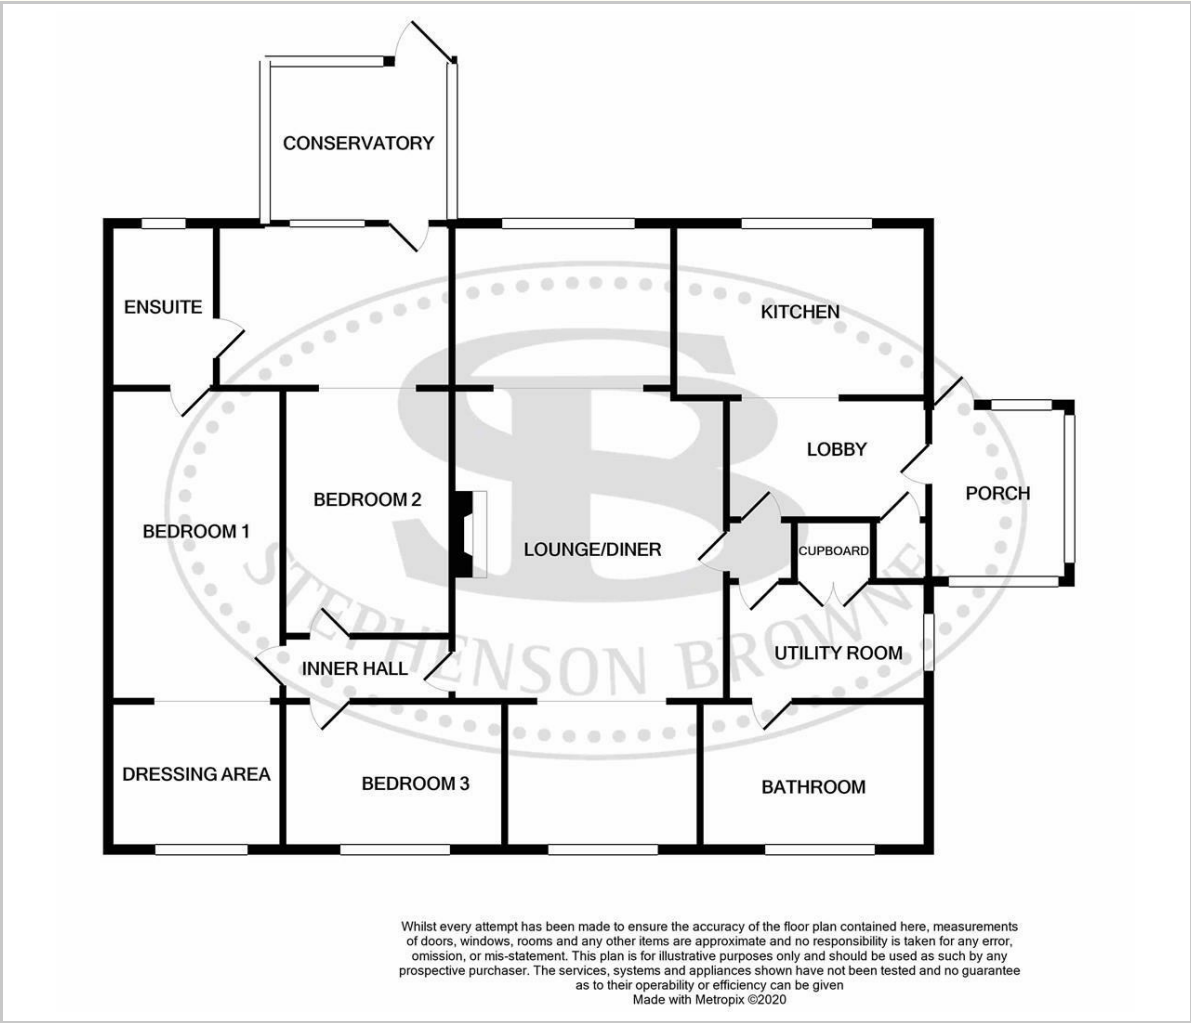 CONSERVATORY
ENSUITE
KITCHEN
LOBBY
BEDROOM 2
PORCH
BEDROOM 1
LOUNGE/DINER
CUPBOARD
UTILITY ROOM
INNER HALL
STEPHENSON BROWNE
SB
DRESSING AREA
BEDROOM 3
BATHROOM
Whilst every attempt has been made to ensure the accuracy of the floor plan contained here, measurements
of doors, windows, rooms and any other items are approximate and no responsibility is taken for any error,
omission, or mis-statement. This plan is for illustrative purposes only and should be used as such by any
prospective purchaser. The services, systems and appliances shown have not been tested and no guarantee
as to their operability or efficiency can be given
Made with Metropix ©2020